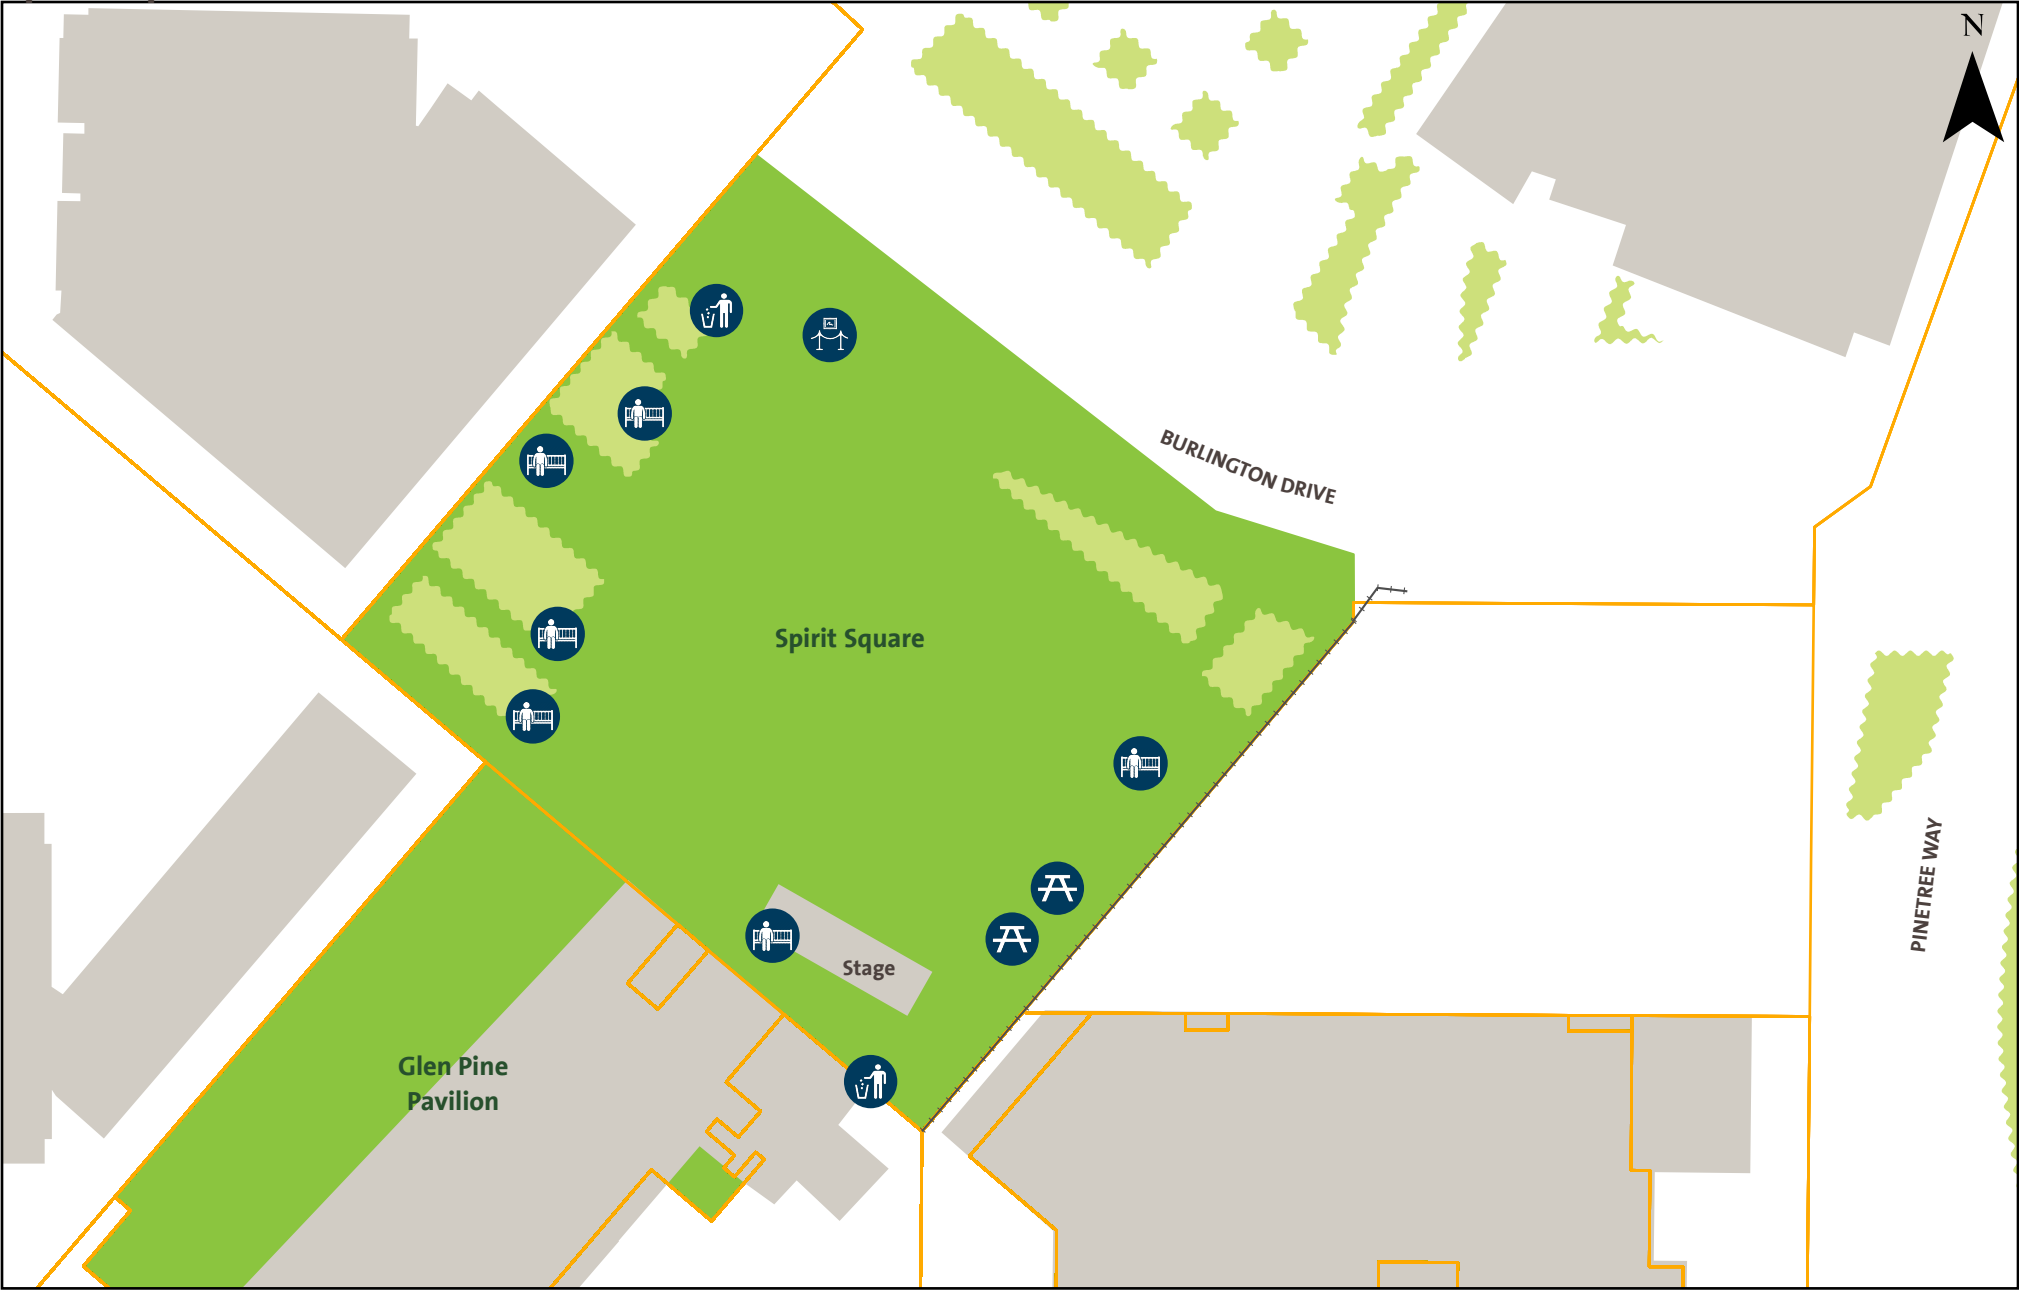 N
BURLINGTON DRIVE
Spirit Square
PINETREE WAY
Stage
Glen Pine
Pavilion